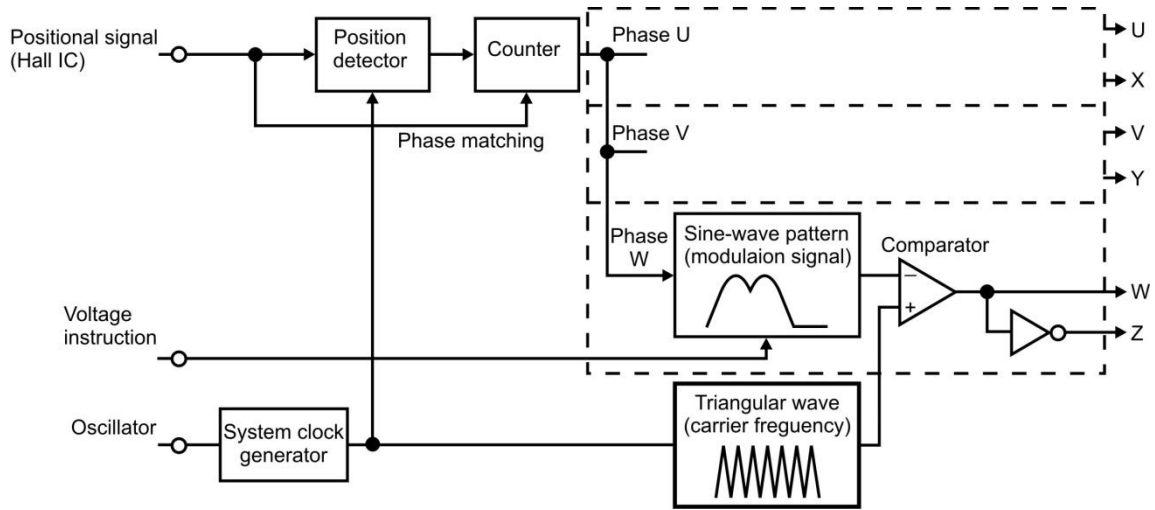 Positional signal
(Hall IC)
Position
detector
Counter
Phase U
U
X
Phase matching
Phase V
V
Y
Phase
W
Sine-wave pattern
(modulaion signal)
Comparator
−
+
W
Z
Voltage
instruction
Oscillator
System clock
generator
Triangular wave
(carrier freguency)